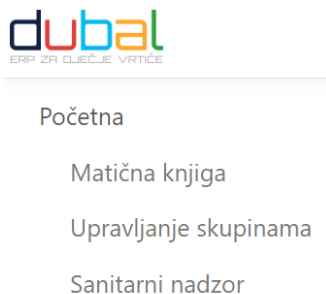 dubal
ERP ZA DJEČJE VRTIĆE
Početna
Matična knjiga
Upravljanje skupinama
Sanitarni nadzor